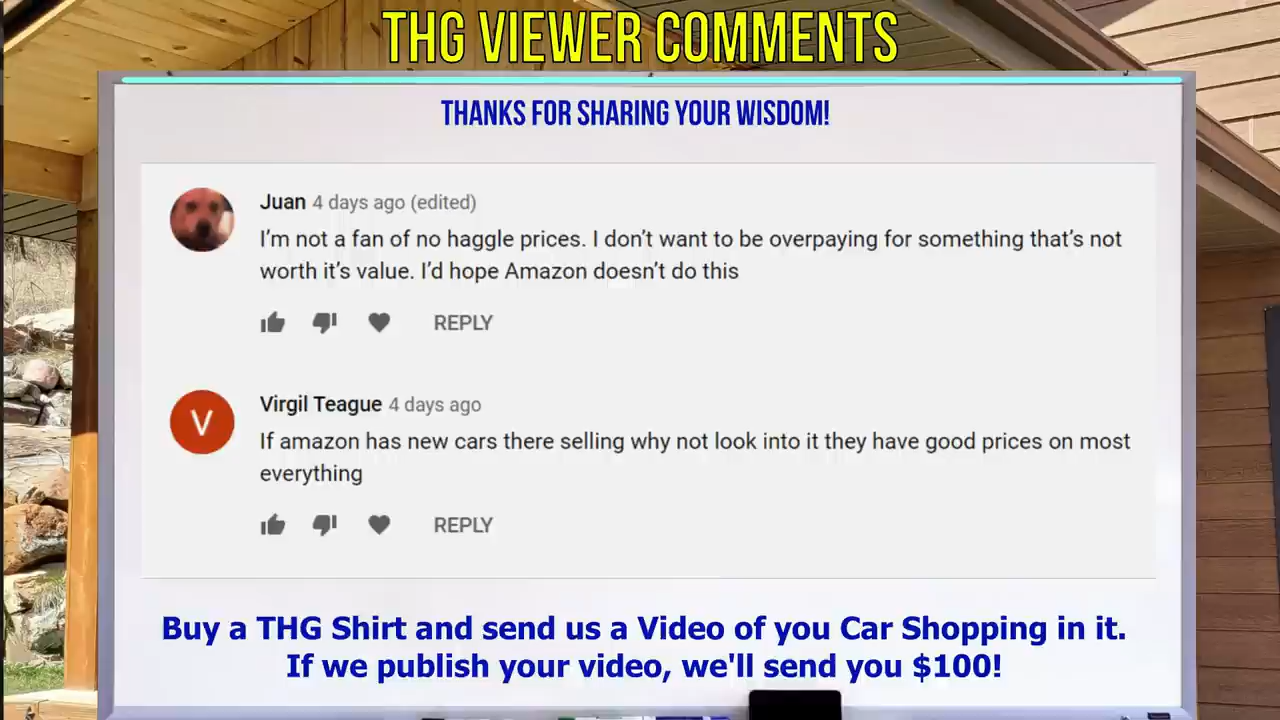 THG VIEWER COMMENTS
THANKS FOR SHARING YOUR WISDOM!
Juan 4 days ago (edited)
I’m not a fan of no haggle prices. I don’t want to be overpaying for something that’s not
worth it’s value. I’d hope Amazon doesn’t do this
REPLY
V
Virgil Teague 4 days ago
If amazon has new cars there selling why not look into it they have good prices on most
everything
REPLY
Buy a THG Shirt and send us a Video of you Car Shopping in it.
If we publish your video, we'll send you $100!